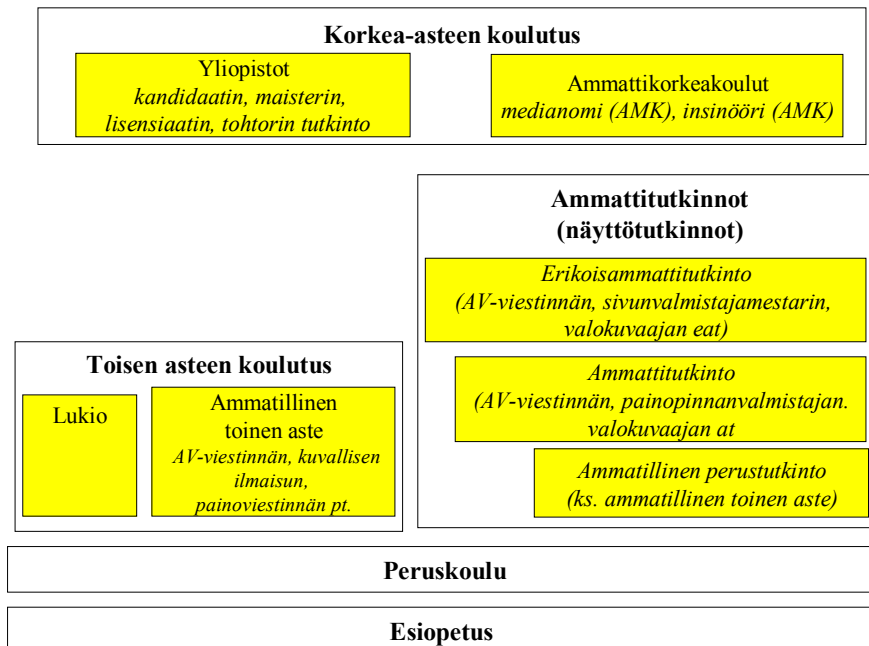 Korkea-asteen koulutus
Yliopistot
kandidaatin, maisterin,
lisensiaatin, tohtorin tutkinto
Ammattikorkeakoulut
medianomi (AMK), insinööri (AMK)
Ammattitutkinnot
(näyttötutkinnot)
Erikoisammattitutkinto
(AV-viestinnän, sivunvalmistajamestarin,
valokuvaajan eat)
Ammattitutkinto
(AV-viestinnän, painopinnanvalmistajan.
valokuvaajan at
Ammatillinen perustutkinto
(ks. ammatillinen toinen aste)
Toisen asteen koulutus
Lukio
Ammatillinen
toinen aste
AV-viestinnän, kuvallisen
ilmaisun,
painoviestinnän pt.
Peruskoulu
Esiopetus